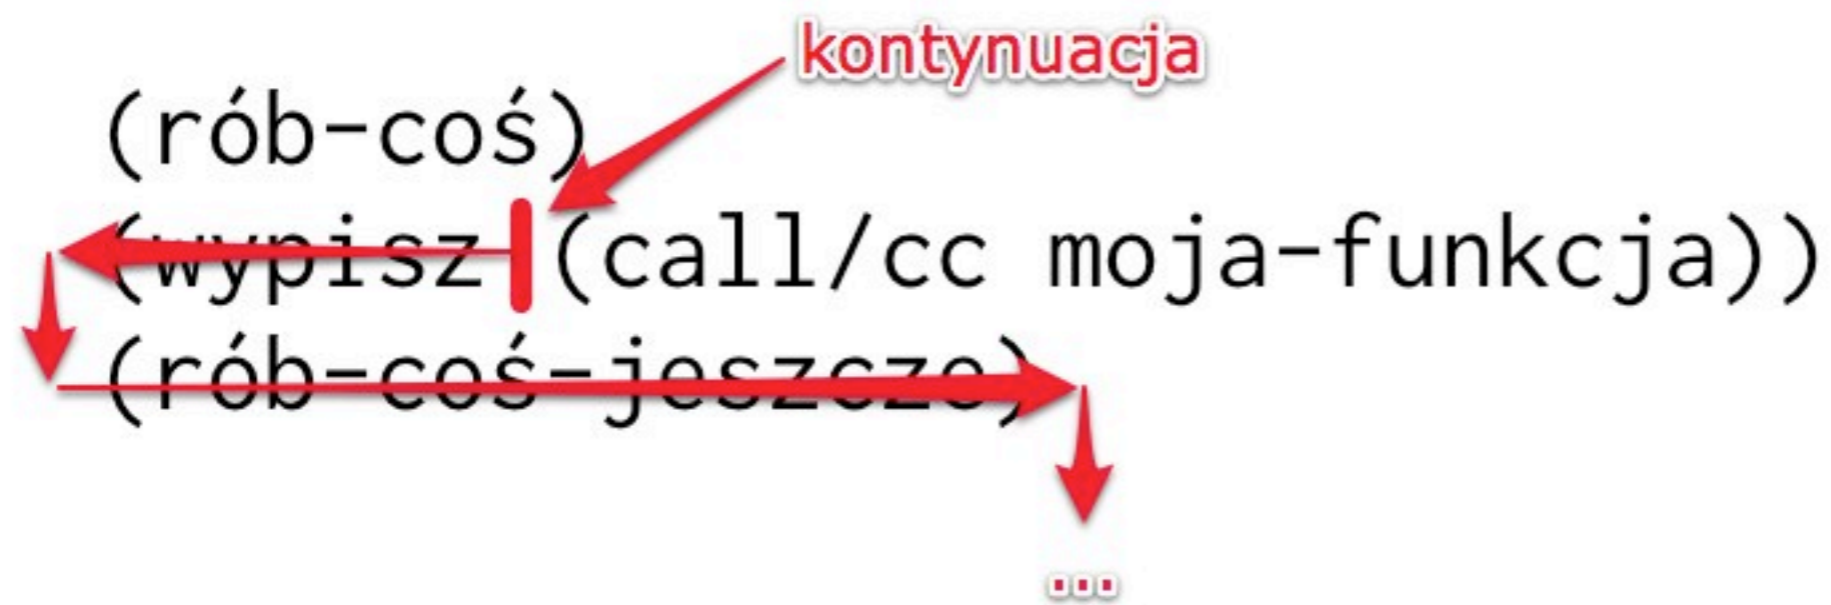 kontynuacja
(rób-coś)
(wypisz (call/cc moja-funkcja))
(rób-coś-jeszcze)
...